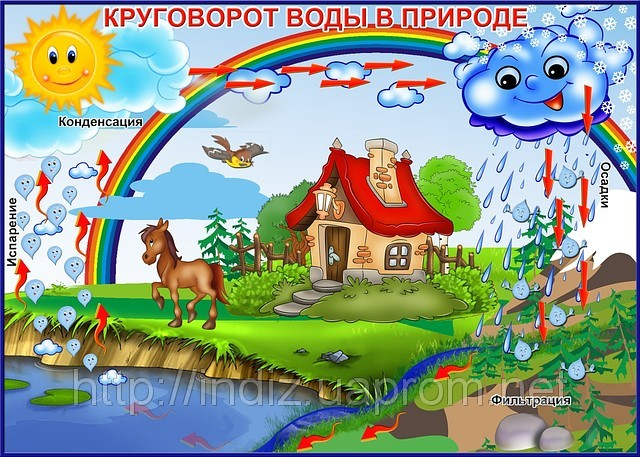 КРУГОВОРОТ ВОДЫ В ПРИРОДЕ
Конденсация
Испарение
Осадки
http://indiz.uaprom.net
Фильтрация